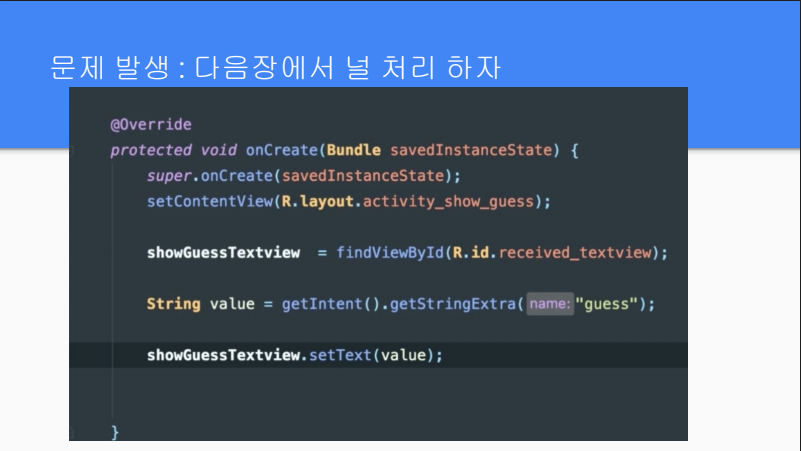 문제 발생 : 다음장에서 널 처리 하자
@Override
protected void onCreate(Bundle savedInstanceState) {
super.onCreate(savedInstanceState);
setContentView(R.layout.activity_show_guess);
showGuessTextview = findViewById(R.id.received_textview);
String value = getIntent().getStringExtra( name: "guess");
showGuessTextview.setText(value);
}